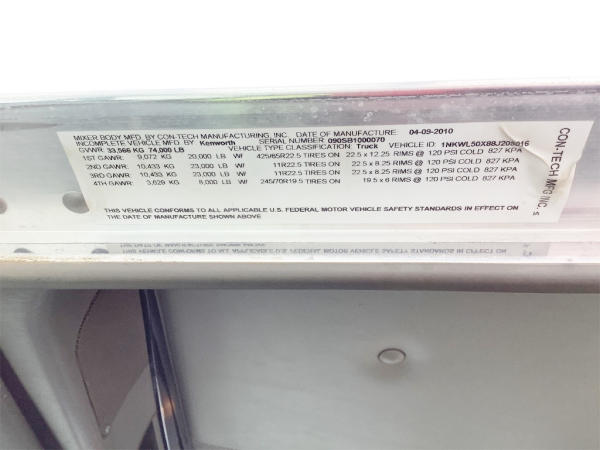 MIXER BODY MFD. BY CON-TECH MANUFACTURING, INC. DATE OF MANUFACTURE: 04-09-2010
INCOMPLETE VEHICLE MFD. BY Kenworth SERIAL NUMBER: 090SB1000070
GVWR: 33,566 KG 74,000 LB VEHICLE TYPE CLASSIFICATION: Truck VEHICLE ID:
1ST GAWR: 9,072 KG 20,000 LB W/ 425/65R22.5 TIRES ON 22.5 x 12.25 RIMS @ 120 PSI COLD 827 KPA
2ND GAWR: 10,433 KG 23,000 LB W/ 11R22.5 TIRES ON 22.5 x 8.25 RIMS @ 120 PSI COLD 827 KPA
3RD GAWR: 10,433 KG 23,000 LB W/ 11R22.5 TIRES ON 22.5 x 8.25 RIMS @ 120 PSI COLD 827 KPA
4TH GAWR: 3,629 KG 8,000 LB W/ 245/70R19.5 TIRES ON 19.5 x 6 RIMS @ 120 PSI COLD 827 KPA
THIS VEHICLE CONFORMS TO ALL APPLICABLE U.S. FEDERAL MOTOR VEHICLE SAFETY STANDARDS IN EFFECT ON
THE DATE OF MANUFACTURE SHOWN ABOVE
CON-TECH MFG INC